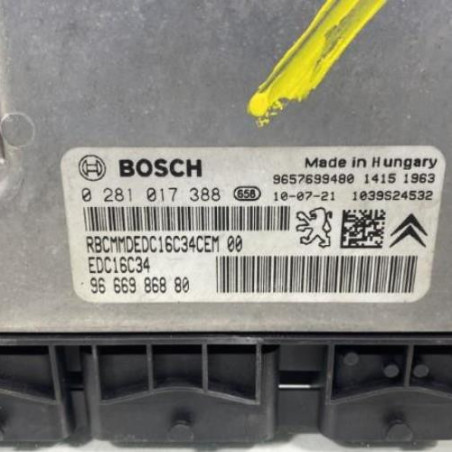 BOSCH
Made in Hungary
9657699480 1415 1963
0 281 017 388 658 10-07-21 1039S24532
RBCMMDEDC16C34CEM 00
EDC16C34
96 669 868 80